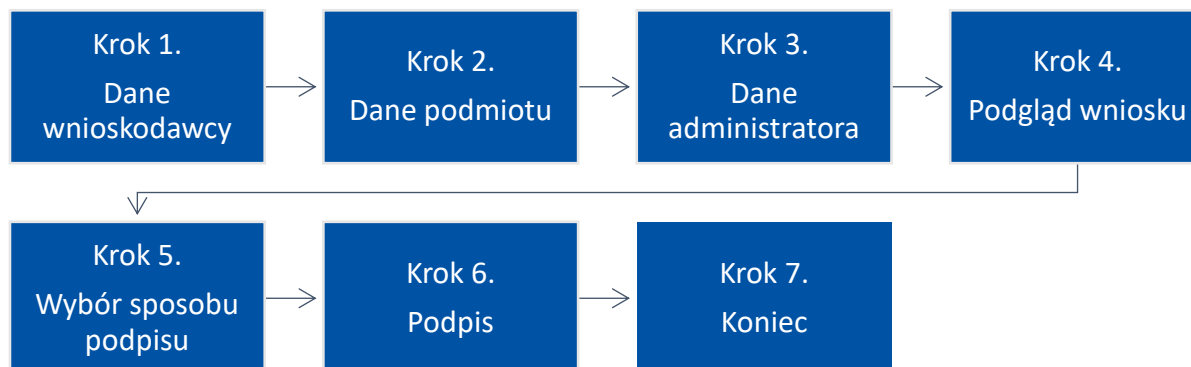 Krok 1.
Dane
wnioskodawcy
Krok 2.
Dane podmiotu
Krok 3.
Dane
administratora
Krok 4.
Podgląd wniosku
Krok 5.
Wybór sposobu
podpisu
Krok 6.
Podpis
Krok 7.
Koniec